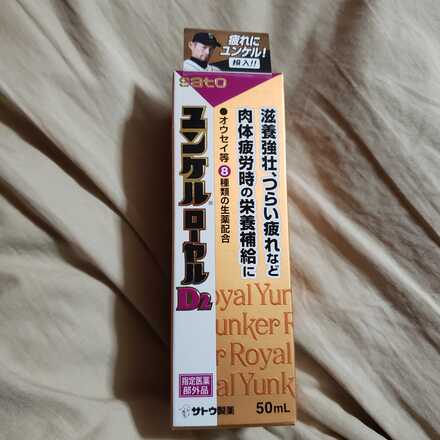 疲れに
ユンケル!
投入!!
sato
滋養強壮、つらい疲れなど
肉体疲労時の栄養補給に
●オウセイ等8種類の生薬配合
ユンケルローヤル
D2
oyal Yun
unker R
r Royal
yal Yunk
指定医薬
部外品
サトウ製薬
50mL